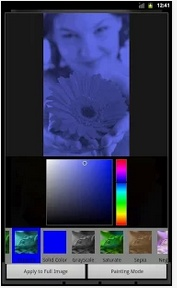 12:41
Solid Color
GrayScale
Saturate
Sepia
Apply to Full Image
Painting Mode